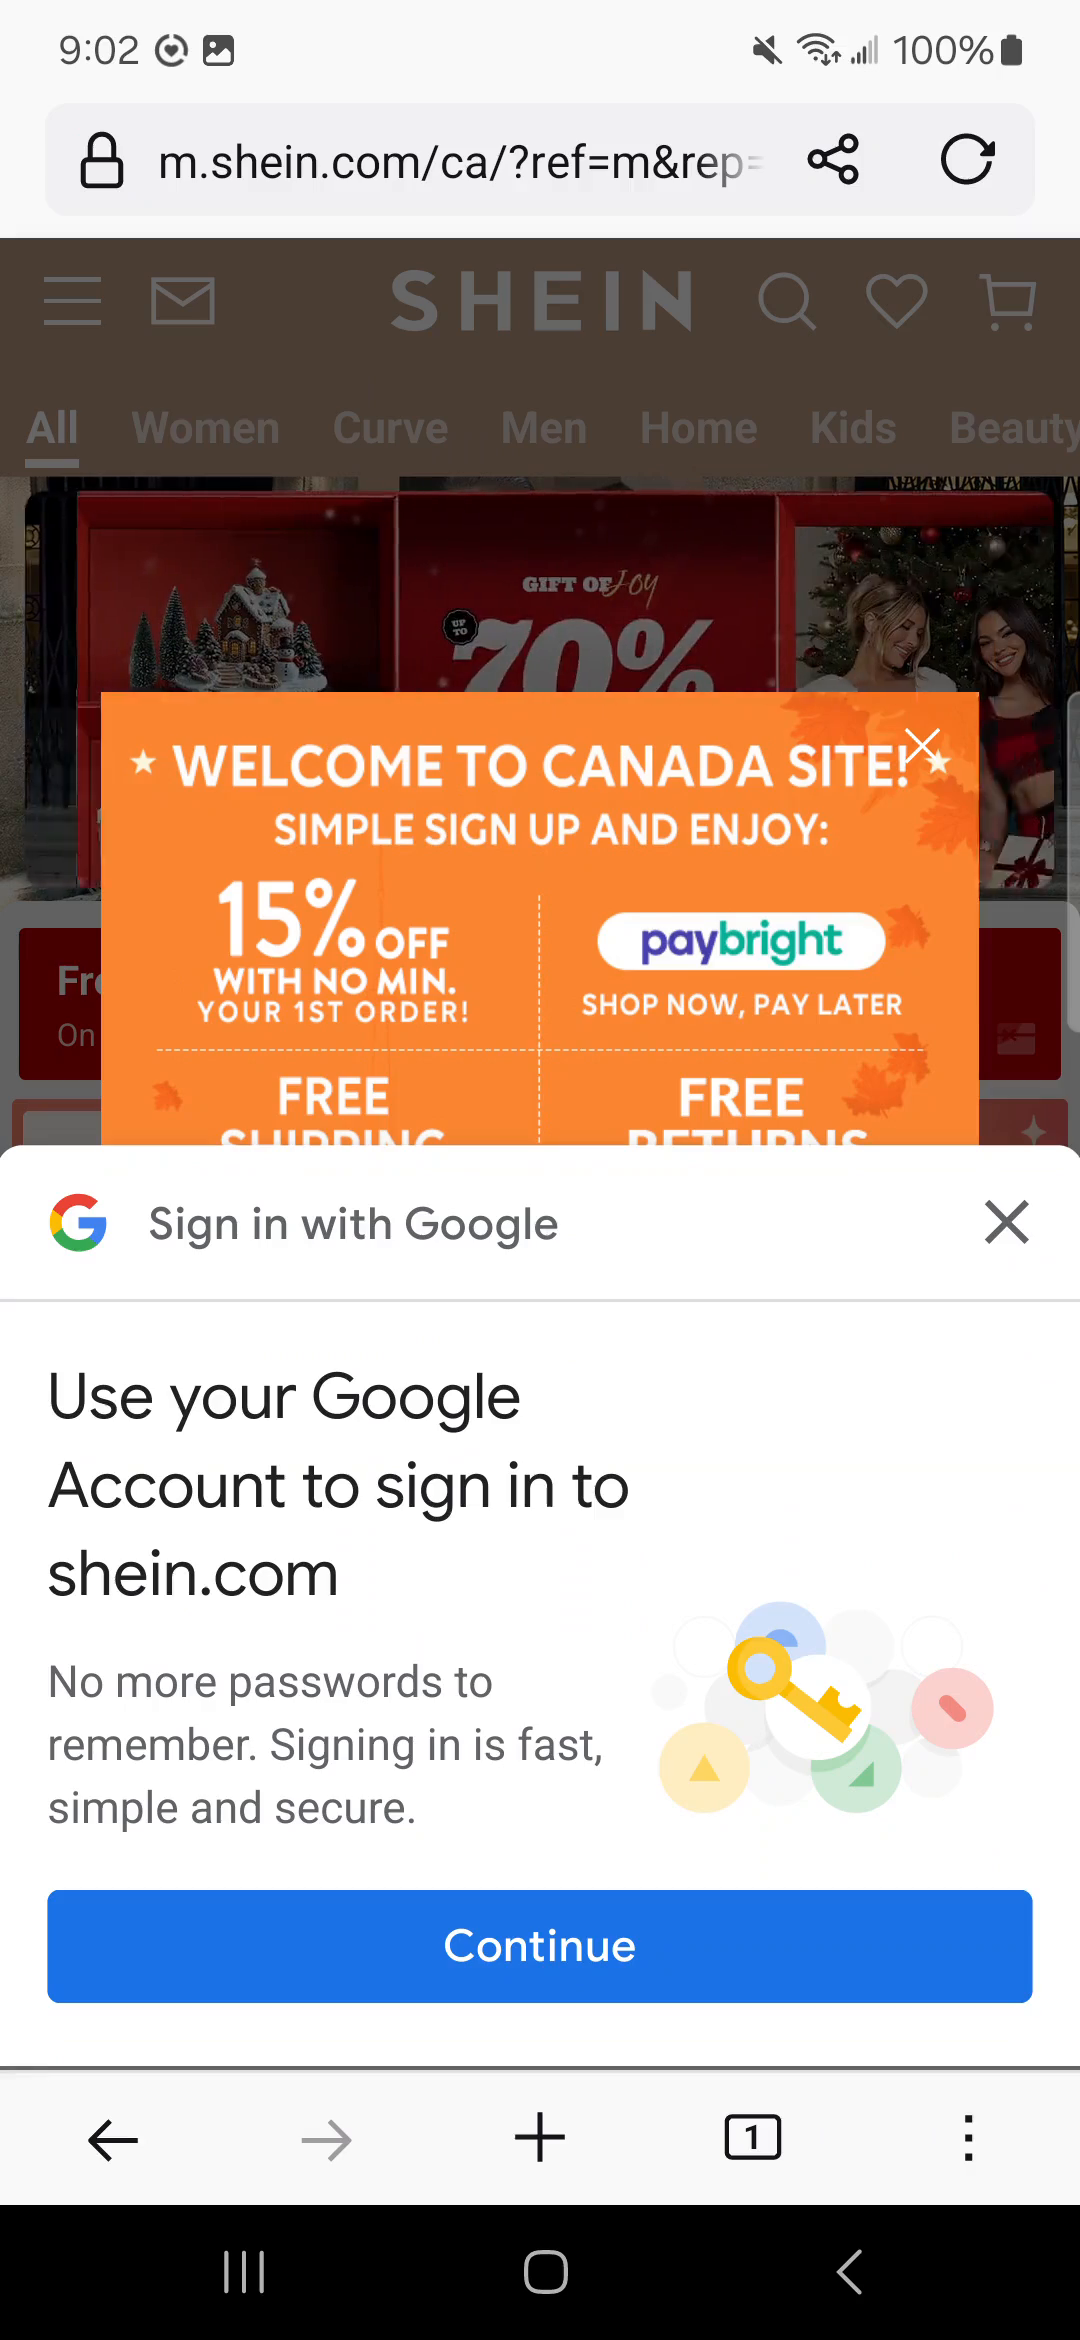 9:02
100%
m.shein.com/ca/?ref=m&rep=
SHEIN
All Women Curve Men Home Kids Beauty
GIFT OF Joy
UP TO
70%
WELCOME TO CANADA SITE!
SIMPLE SIGN UP AND ENJOY:
15% OFF
WITH NO MIN.
YOUR 1ST ORDER!
paybright
SHOP NOW, PAY LATER
On
FREE
SHIPPING
FREE
RETURNS
Sign in with Google
Use your Google
Account to sign in to
shein.com
No more passwords to
remember. Signing in is fast,
simple and secure.
Continue
1